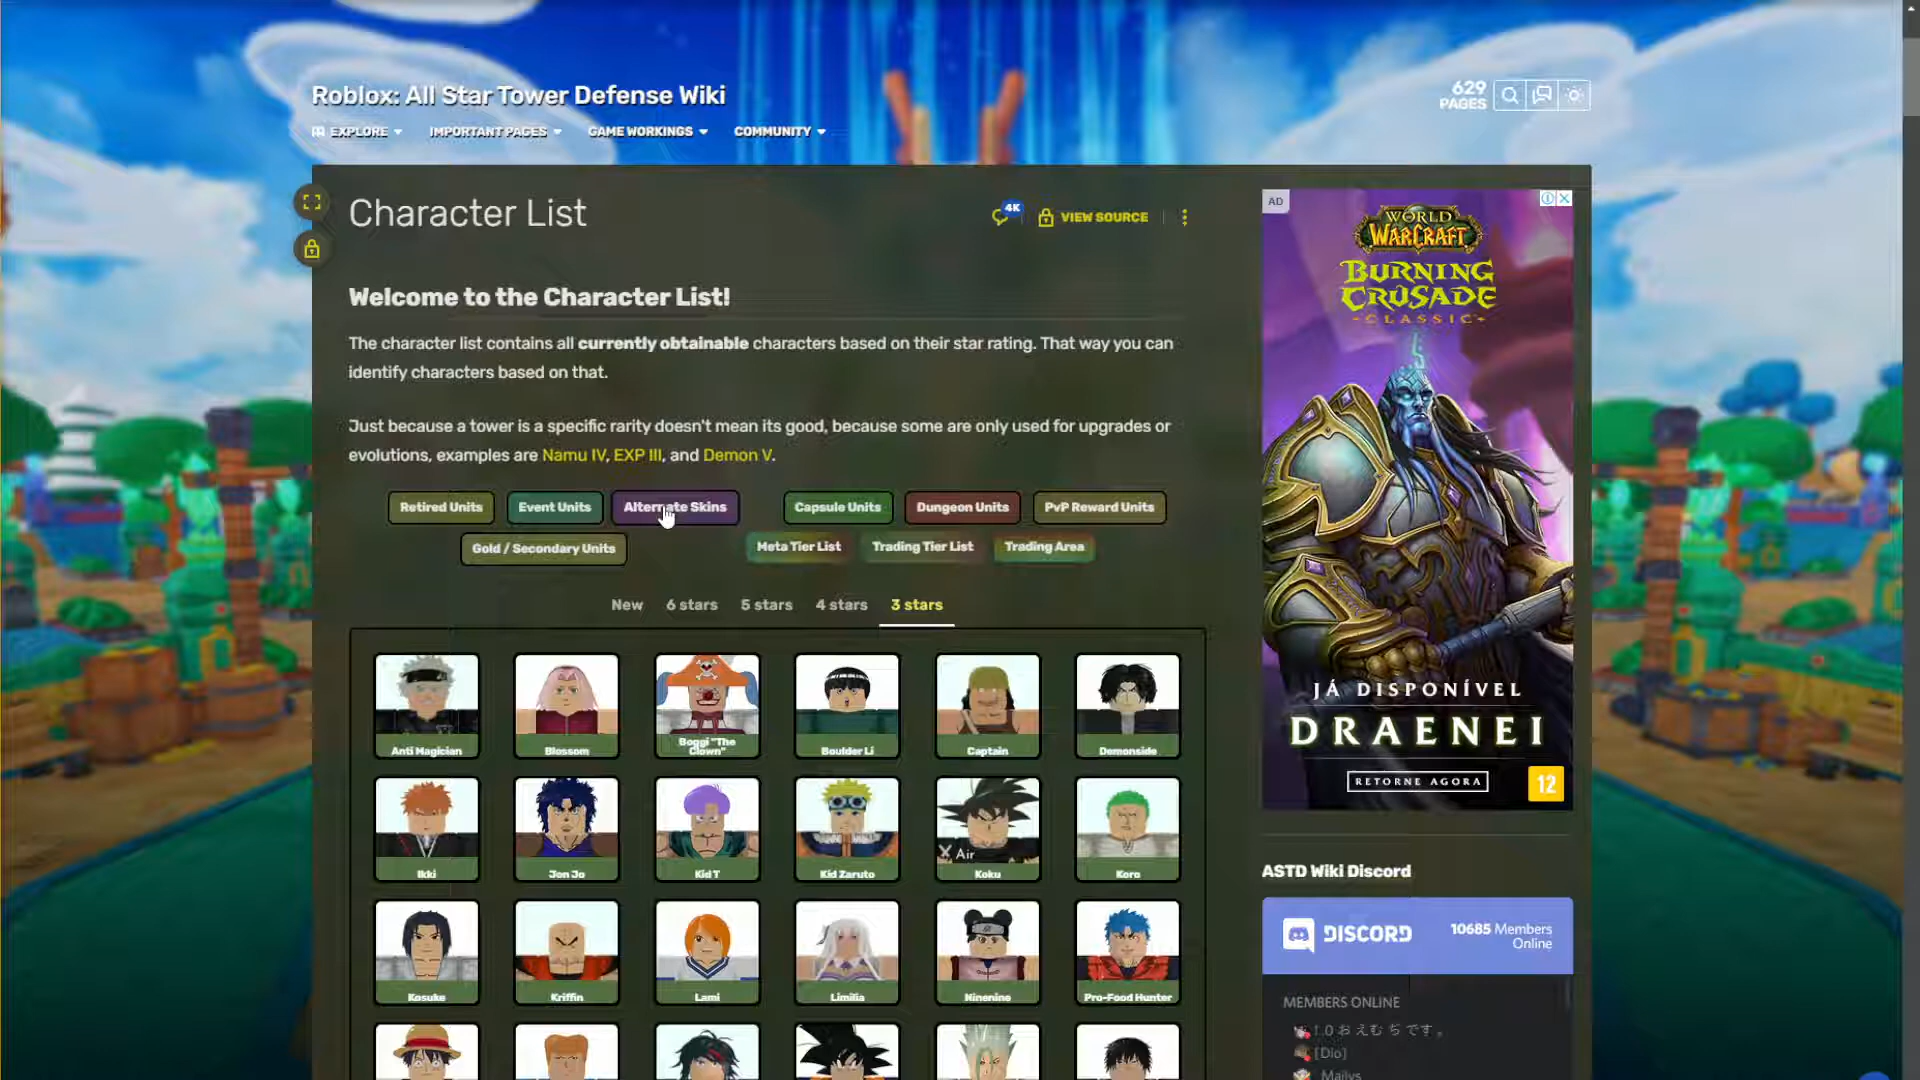 Roblox: All Star Tower Defense Wiki
629 PAGES
EXPLORE IMPORTANT PAGES GAME WORKINGS COMMUNITY
Character List
4K VIEW SOURCE
Welcome to the Character List!
The character list contains all currently obtainable characters based on their star rating. That way you can
identify characters based on that.
Just because a tower is a specific rarity doesn't mean its good, because some are only used for upgrades or
evolutions, examples are Namu IV, EXP III, and Demon V.
Retired Units Event Units Alternate Skins Capsule Units Dungeon Units PvP Reward Units
Gold / Secondary Units Meta Tier List Trading Tier List Trading Area
New 6 stars 5 stars 4 stars 3 stars
Anti Magician Blossom Boggi "The Clown" Boulder Li Captain Demonside
Air
Ikki Jon Jo Kid T Kid Zaruto Koku Koro
Kosuke Kriffin Lami Limilia Ninenine Pro-Food Hunter
AD
WORLD
WARCRAFT
BURNING
CRUSADE
CLASSIC
JÁ DISPONÍVEL
DRAENEI
RETORNE AGORA
12
ASTD Wiki Discord
DISCORD 10685 Members
Online
MEMBERS ONLINE
! .0 お えむ ぢ です 。
[Dio]
Mailys